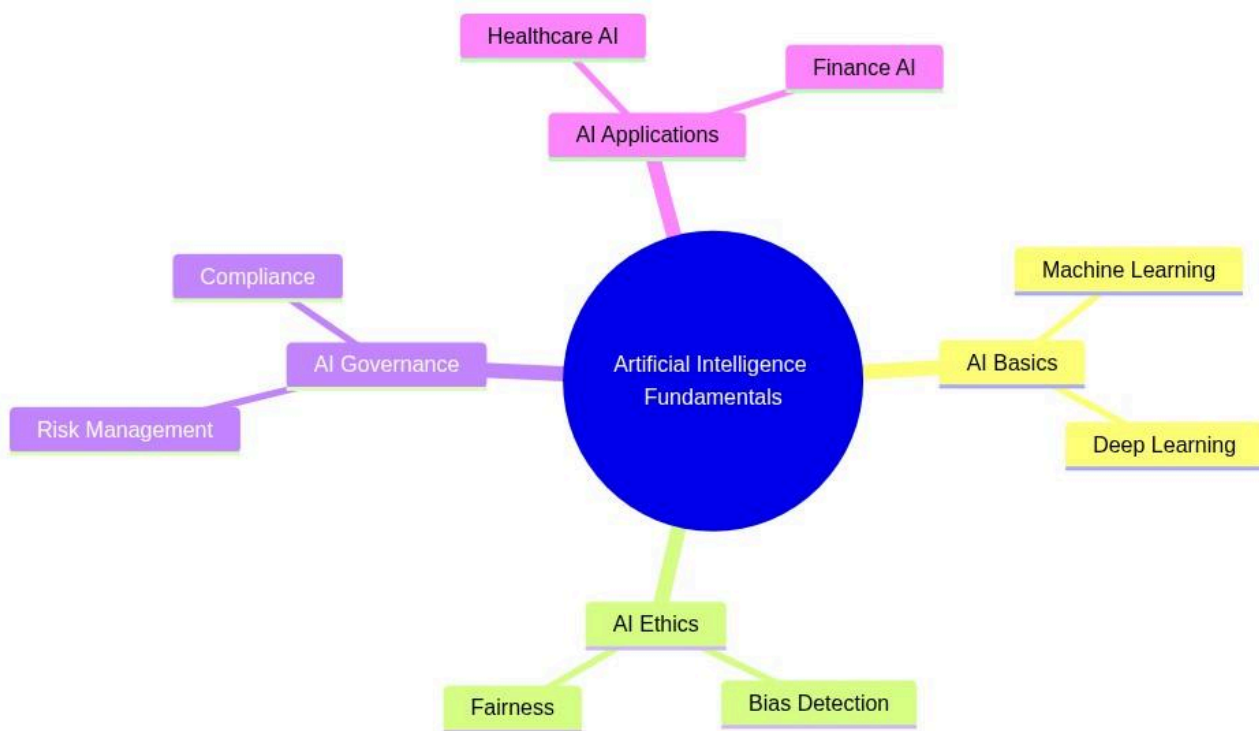 Healthcare AI
Finance AI
AI Applications
Compliance
Machine Learning
AI Governance
Artificial Intelligence
Fundamentals
AI Basics
Risk Management
Deep Learning
AI Ethics
Fairness
Bias Detection